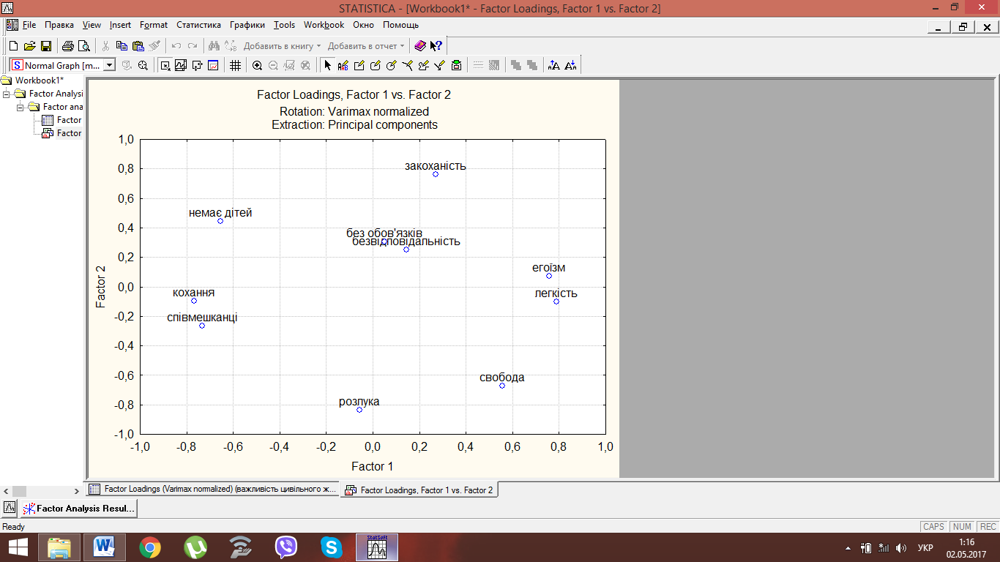 STATISTICA - [Workbook1* - Factor Loadings, Factor 1 vs. Factor 2]
File Правка View Insert Format Статистика Графики Tools Workbook Окно Помощь
Добавить в книгу Добавить в отчет
Normal Graph [m...
Workbook1*
Factor Analysi
Factor ana
Factor
Factor
Factor Loadings, Factor 1 vs. Factor 2
Rotation: Varimax normalized
Extraction: Principal components
1,0
закоханість
0,8
0,6
немає дітей
0,4
без обов'язків
безвідповідальність
0,2
егоїзм
0,0
кохання
легкість
-0,2
співмешканці
-0,4
-0,6
свобода
-0,8
розлука
-1,0
-1,0 -0,8 -0,6 -0,4 -0,2 0,0 0,2 0,4 0,6 0,8 1,0
Factor 2
Factor 1
Factor Loadings (Varimax normalized) (важливість цивільного ж... Factor Loadings, Factor 1 vs. Factor 2
Factor Analysis Resul...
Ready
CAPS NUM REC
StatSoft
УКР
1:16
02.05.2017